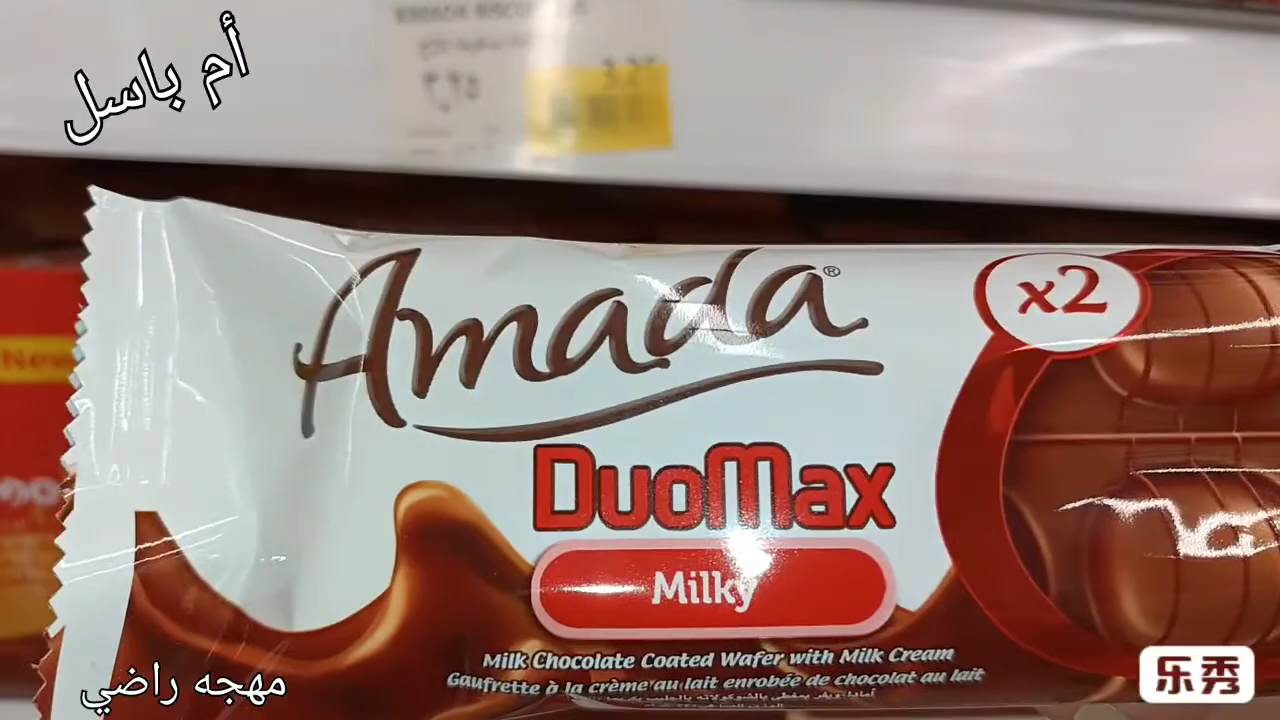 أم باسل
Amada®
x2
DuoMax
Milky
Milk Chocolate Coated Wafer with Milk Cream
Gaufrette à la crème au lait enrobée de chocolat au lait
New
مهجه راضي
乐秀